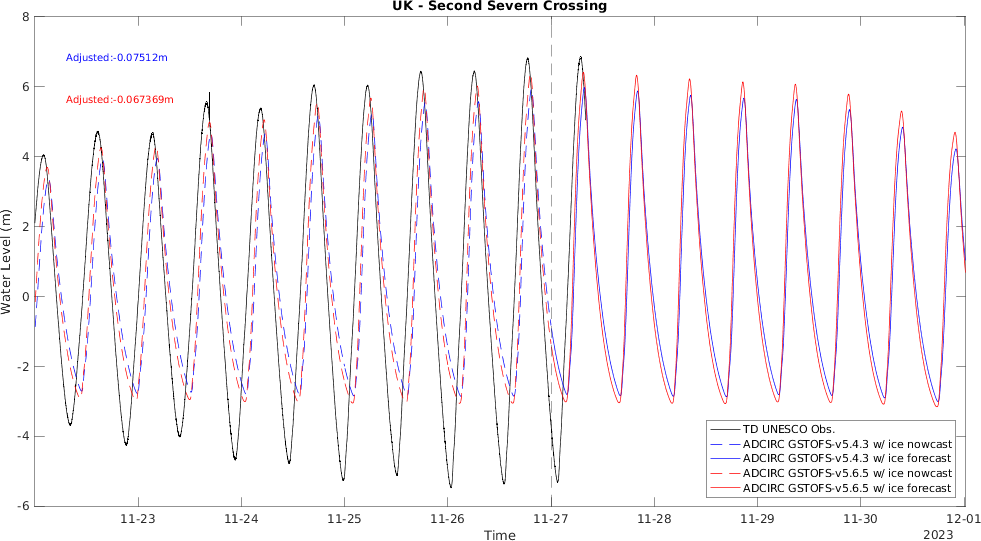 UK - Second Severn Crossing
8
6
4
2
0
-2
-4
-6
Water Level (m)
Adjusted:-0.07512m
Adjusted:-0.067369m
TD UNESCO Obs.
ADCIRC GSTOFS-v5.4.3 w/ ice nowcast
ADCIRC GSTOFS-v5.4.3 w/ ice forecast
ADCIRC GSTOFS-v5.6.5 w/ ice nowcast
ADCIRC GSTOFS-v5.6.5 w/ ice forecast
11-23 11-24 11-25 11-26 11-27 11-28 11-29 11-30 12-01
Time
2023